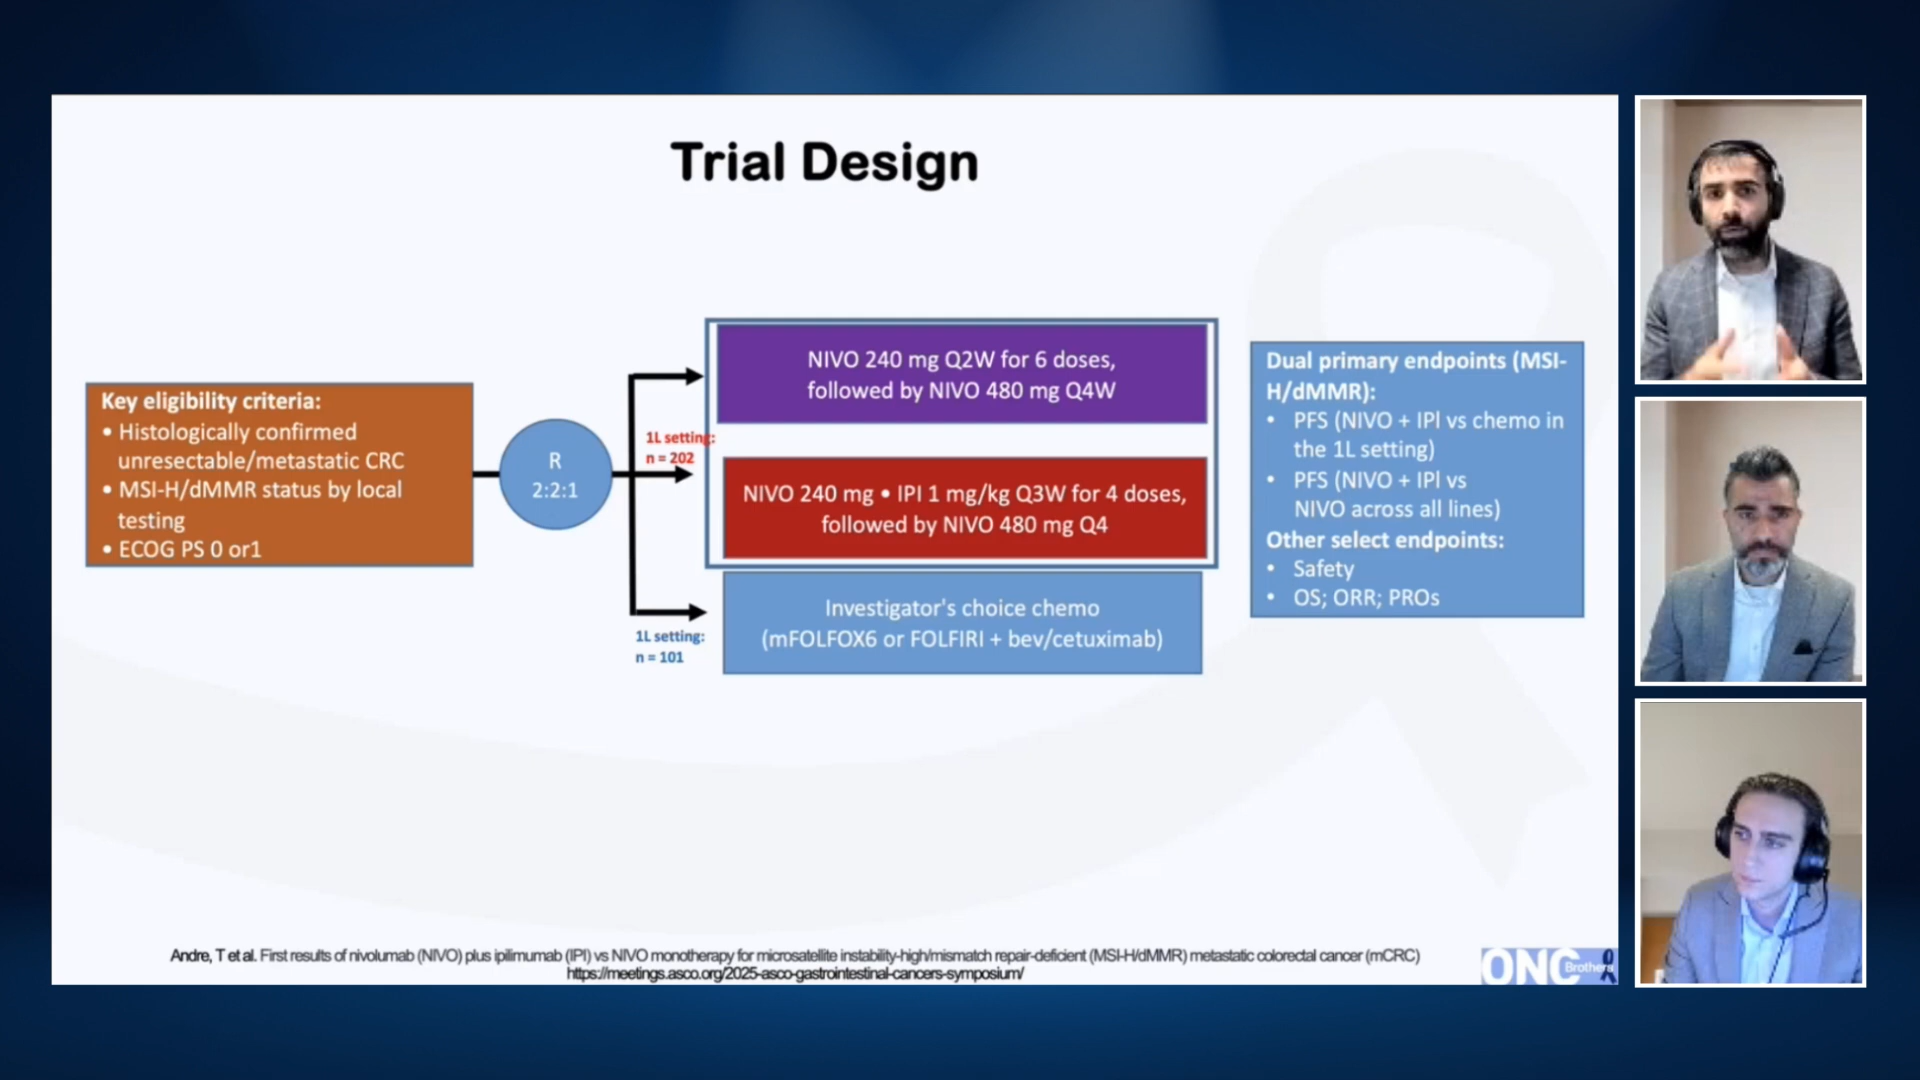 Trial Design
Key eligibility criteria:
• Histologically confirmed
unresectable/metastatic CRC
• MSI-H/dMMR status by local
testing
• ECOG PS 0 or1
R
2:2:1
1L setting:
n = 202
1L setting:
n = 101
NIVO 240 mg Q2W for 6 doses,
followed by NIVO 480 mg Q4W
NIVO 240 mg • IPI 1 mg/kg Q3W for 4 doses,
followed by NIVO 480 mg Q4
Investigator's choice chemo
(mFOLFOX6 or FOLFIRI + bev/cetuximab)
Dual primary endpoints (MSI-
H/dMMR):
• PFS (NIVO + IPI vs chemo in
the 1L setting)
• PFS (NIVO + IPI vs
NIVO across all lines)
Other select endpoints:
• Safety
• OS; ORR; PROs
Andre, T et al. First results of nivolumab (NIVO) plus ipilimumab (IPI) vs NIVO monotherapy for microsatellite instability-high/mismatch repair-deficient (MSI-H/dMMR) metastatic colorectal cancer (mCRC)
https://meetings.asco.org/2025-asco-gastrointestinal-cancers-symposium/
ONC Brothers